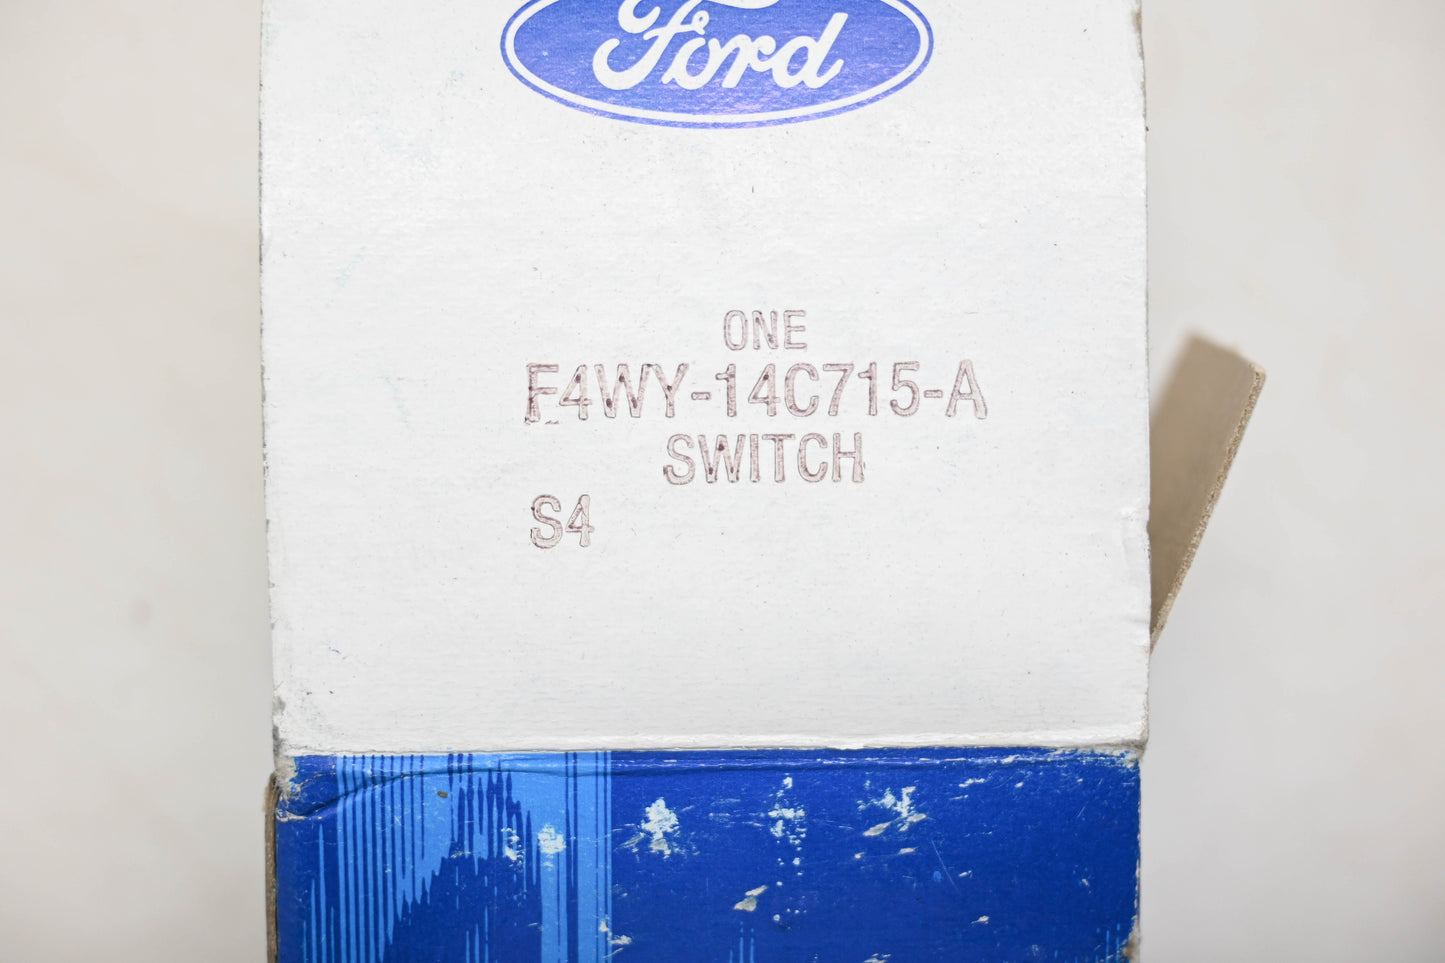 Ford
ONE
F4WY-14C715-A
SWITCH
S4